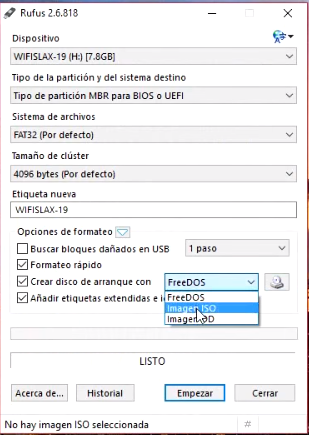 Rufus 2.6.818
Dispositivo
WIFISLAX-19 (H:) [7.8GB]
Tipo de la partición y del sistema destino
Tipo de partición MBR para BIOS o UEFI
Sistema de archivos
FAT32 (Por defecto)
Tamaño de clúster
4096 bytes (Por defecto)
Etiqueta nueva
WIFISLAX-19
Opciones de formateo
Buscar bloques dañados en USB 1 paso
Formateo rápido
Crear disco de arranque con FreeDOS
FreeDOS
Añadir etiquetas extendidas e Imagen ISO
Imagen
LISTO
Acerca de... Historial Empezar Cerrar
No hay imagen ISO seleccionada #